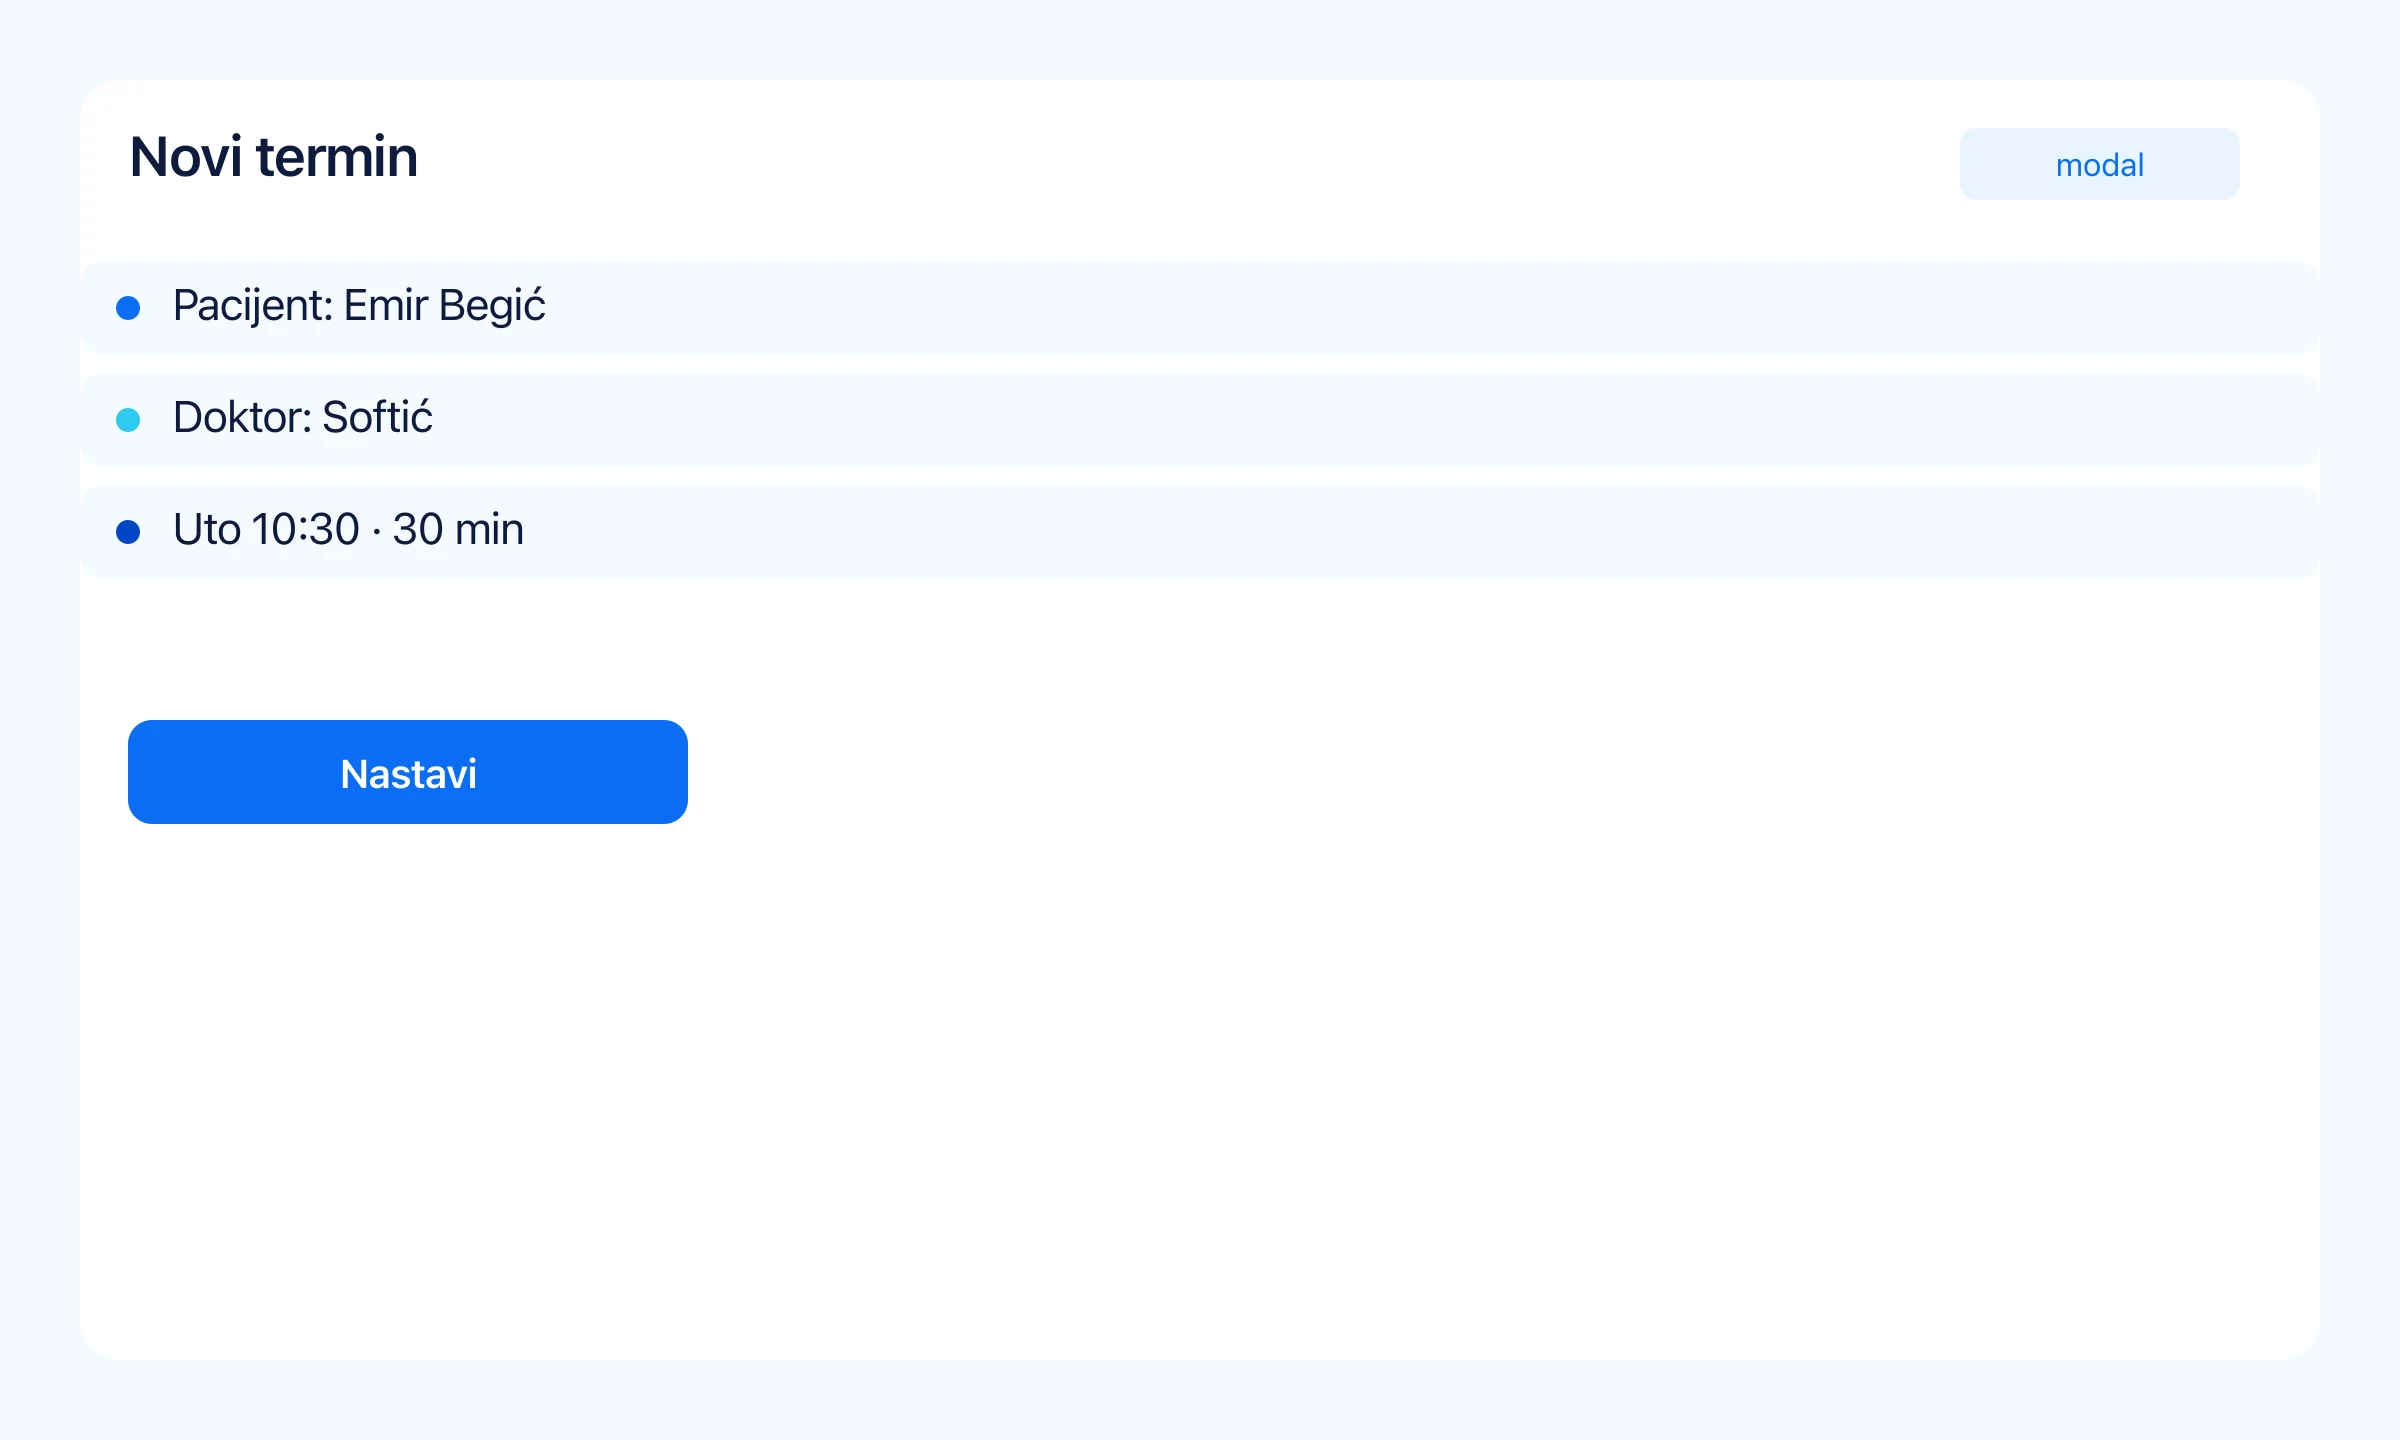 Novi termin
modal
Pacijent: Emir Begić
Doktor: Softić
Uto 10:30 · 30 min
Nastavi